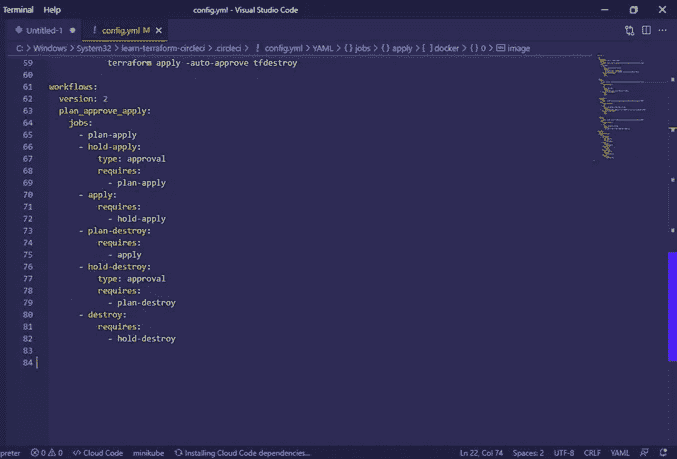 Terminal Help config.yml - Visual Studio Code
Untitled-1 config.yml M
C: > Windows > System32 > learn-terraform-circleci > .circleci > ! config.yml > YAML > {} jobs > {} apply > [ ] docker > {} 0 > image
59 terraform apply -auto-approve tfdestroy
60
61 workflows:
62 version: 2
63 plan_approve_apply:
64 jobs:
65 - plan-apply
66 - hold-apply:
67 type: approval
68 requires:
69 - plan-apply
70 - apply:
71 requires:
72 - hold-apply
73 - plan-destroy:
74 requires:
75 - apply
76 - hold-destroy:
77 type: approval
78 requires:
79 - plan-destroy
80 - destroy:
81 requires:
82 - hold-destroy
83
84
preter 0 0 </> Cloud Code minikube Installing Cloud Code dependencies... Ln 22, Col 74 Spaces: 2 UTF-8 CRLF YAML